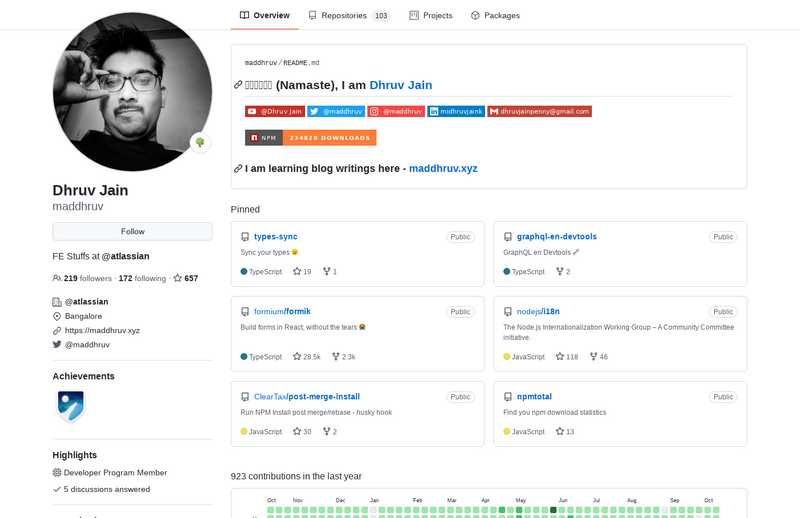 Overview
Repositories 103
Projects
Packages
Dhruv Jain
maddhruv
Follow
FE Stuffs at @atlassian
219 followers · 172 following · 657
@atlassian
Bangalore
https://maddhruv.xyz
@maddhruv
Achievements
Highlights
Developer Program Member
5 discussions answered
maddhruv/README.md
(Namaste), I am Dhruv Jain
@Dhruv Jain
@maddhruv
@maddhruv
midhruvjaink
dhruvjainpenny@gmail.com
NPM 234820 DOWNLOADS
I am learning blog writings here - maddhruv.xyz
Pinned
types-sync
Public
Sync your types
TypeScript 19 1
graphql-en-devtools
Public
GraphQL en Devtools
TypeScript 2
formium/formik
Public
Build forms in React, without the tears
TypeScript 28.5k 2.3k
nodejs/i18n
Public
The Node.js Internationalization Working Group – A Community Committee
initiative.
JavaScript 118 46
ClearTax/post-merge-install
Public
Run NPM Install post merge/rebase - husky hook
JavaScript 30 2
npmtotal
Public
Find you npm download statistics
JavaScript 13
923 contributions in the last year
Oct Nov Dec Jan Feb Mar Apr May Jun Jul Aug Sep Oct